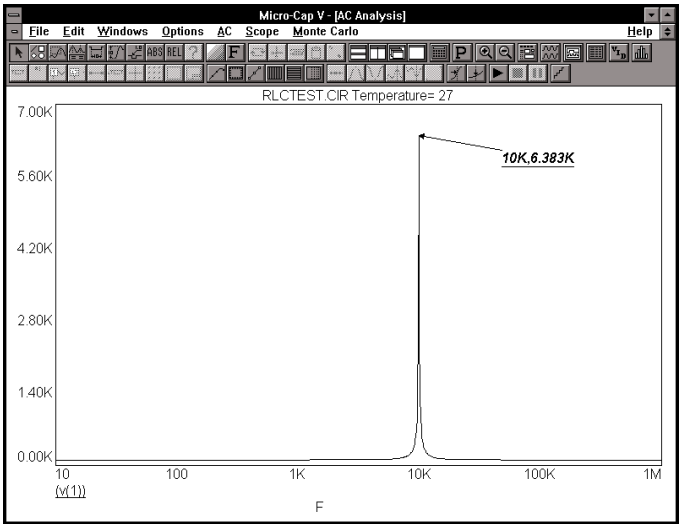 Micro-Cap V - [AC Analysis]
File Edit Windows Options AC Scope Monte Carlo Help
ABS REL ? F P
RLCTEST.CIR Temperature= 27
7.00K
10K,6.383K
5.60K
4.20K
2.80K
1.40K
0.00K
10 100 1K 10K 100K 1M
(v(1))
F